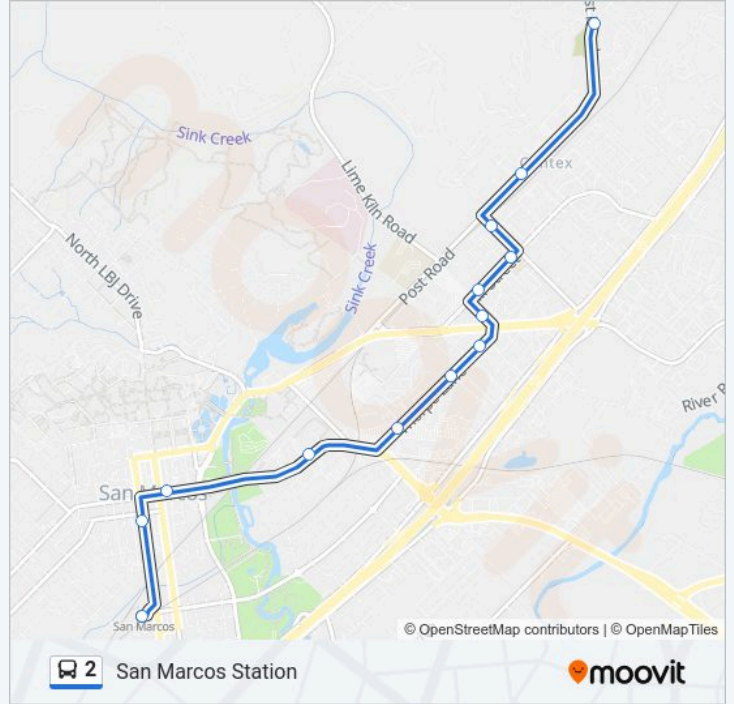 Sink Creek
Lime Kiln Road
North LBJ Drive
Sink Creek
Post Road
River
San Marcos
San Marcos
© OpenStreetMap contributors | © OpenMapTiles
2 San Marcos Station
moovit